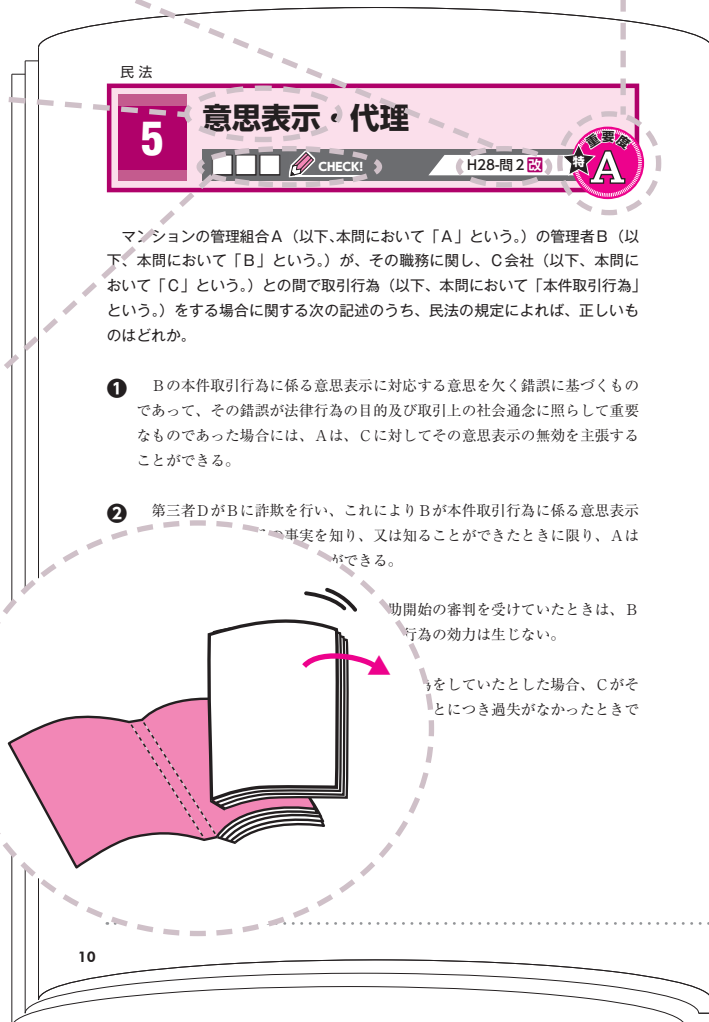 民法
5
意思表示・代理
CHECK!
H28-問2改
重要度
特A
マンションの管理組合A（以下、本問において「A」という。）の管理者B（以
下、本問において「B」という。）が、その職務に関し、C会社（以下、本問に
おいて「C」という。）との間で取引行為（以下、本問において「本件取引行為」
という。）をする場合に関する次の記述のうち、民法の規定によれば、正しいも
のはどれか。
❶ Bの本件取引行為に係る意思表示に対応する意思を欠く錯誤に基づくもの
であって、その錯誤が法律行為の目的及び取引上の社会通念に照らして重要
なものであった場合には、Aは、Cに対してその意思表示の無効を主張する
ことができる。
❷ 第三者DがBに詐欺を行い、これによりBが本件取引行為に係る意思表示
事実を知り、又は知ることができたときに限り、Aは
ができる。
助開始の審判を受けていたときは、B
行為の効力は生じない。
をしていたとした場合、Cがそ
とにつき過失がなかったときで
10